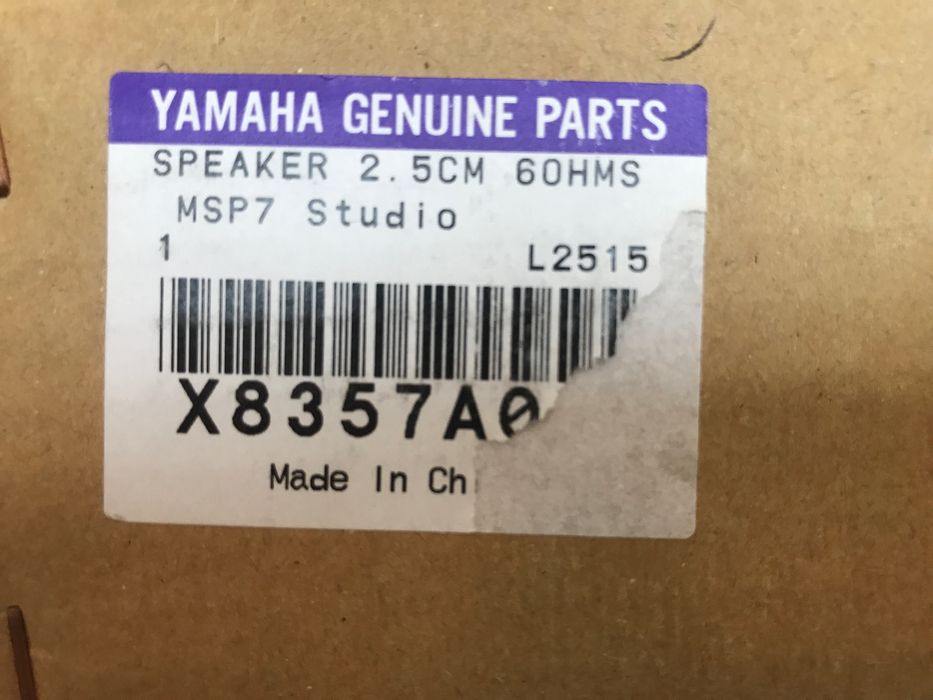 YAMAHA GENUINE PARTS
SPEAKER 2.5CM 6OHMS
MSP7 Studio
1 L2515
X8357A0
Made In Ch